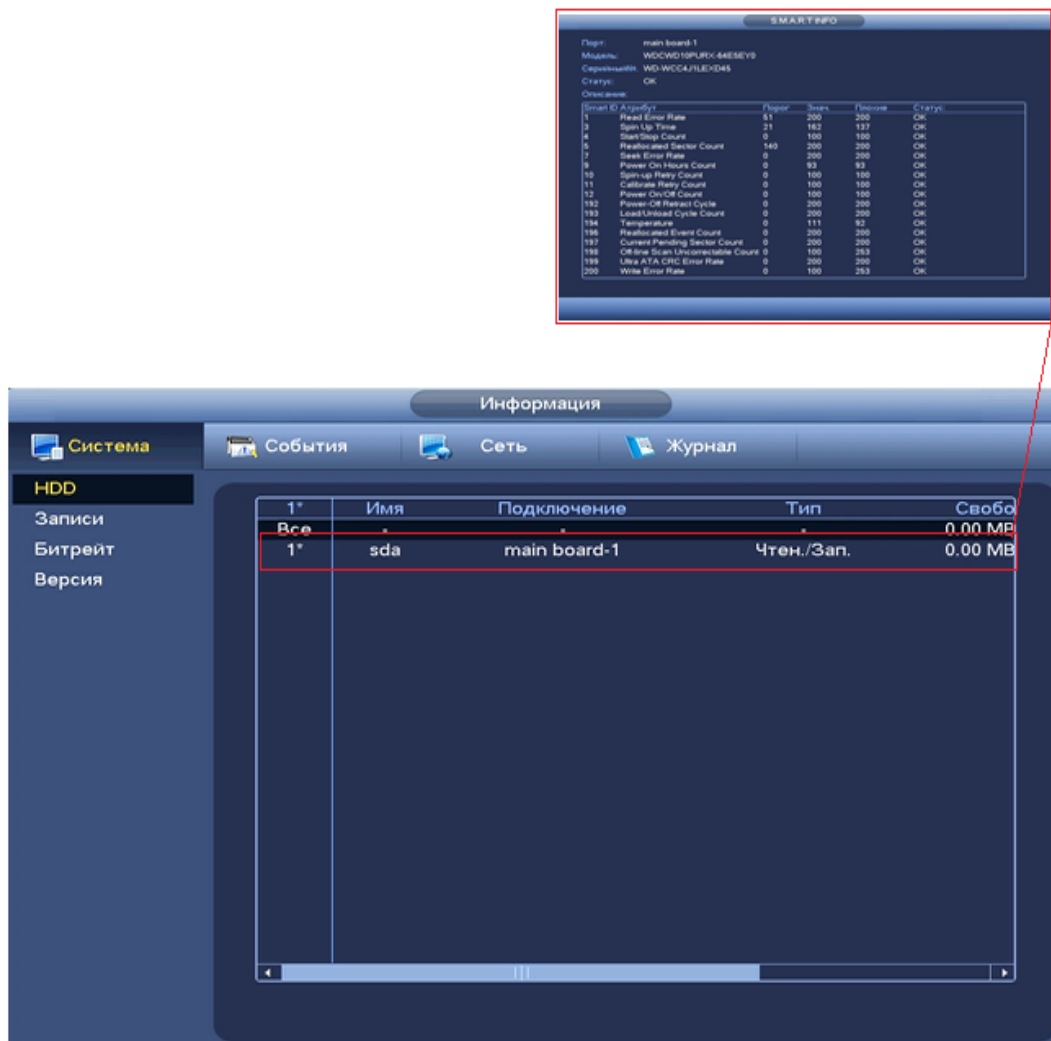 S.M.A.R.T INFO
Порт: main board-1
Модель: WDCWD10PURX-64E5EY0
Серийный№. WD-WCC4J1LEXD45
Статус: OK
Описание:
Smart ID Атрибут Порог Знач. Плохие Статус:
1 Read Error Rate 51 200 200 OK
3 Spin Up Time 21 162 137 OK
4 Start/Stop Count 0 100 100 OK
5 Reallocated Sector Count 140 200 200 OK
7 Seek Error Rate 0 200 200 OK
9 Power On Hours Count 0 93 93 OK
10 Spin-up Retry Count 0 100 100 OK
11 Calibrate Retry Count 0 100 100 OK
12 Power On/Off Count 0 100 100 OK
192 Power-Off Retract Cycle 0 200 200 OK
193 Load/Unload Cycle Count 0 200 200 OK
194 Temperature 0 111 92 OK
196 Reallocated Event Count 0 200 200 OK
197 Current Pending Sector Count 0 200 200 OK
198 Off-line Scan Uncorrectable Count 0 100 253 OK
199 Ultra ATA CRC Error Rate 0 200 200 OK
200 Write Error Rate 0 100 253 OK
Информация
Система События Сеть Журнал
HDD
Записи
Битрейт
Версия
1* Имя Подключение Тип Свобо
Все - - - 0.00 MB
1* sda main board-1 Чтен./Зап. 0.00 MB